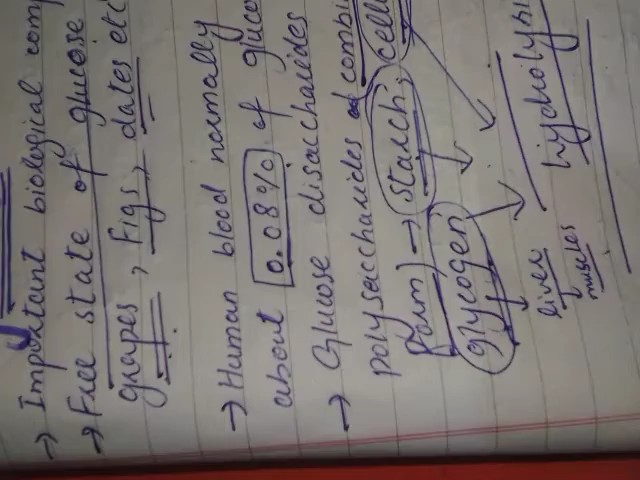 → Important biological comp
→ Free state of glucose
grapes, Figs, dates etc
→ Human blood normally
about 0.08% of gluco
→ Glucose disaccharides
polysaccharides combi
form) → starch, cellu
glycogen
liver
muscles
hydrolysi